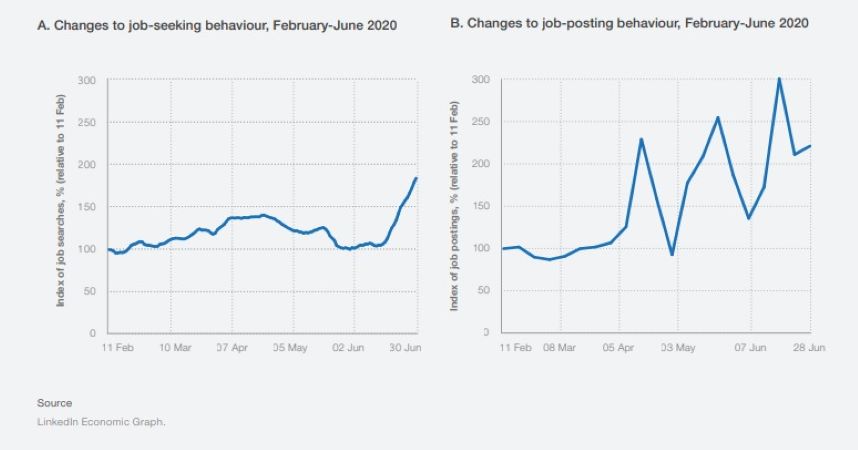 A. Changes to job-seeking behaviour, February-June 2020
Index of job searches, % (relative to 11 Feb)
300
250
200
150
100
50
0
11 Feb 10 Mar 07 Apr 05 May 02 Jun 30 Jun
B. Changes to job-posting behaviour, February-June 2020
Index of job postings, % (relative to 11 Feb)
300
250
200
150
100
50
0
11 Feb 08 Mar 05 Apr 03 May 07 Jun 28 Jun
Source
LinkedIn Economic Graph.